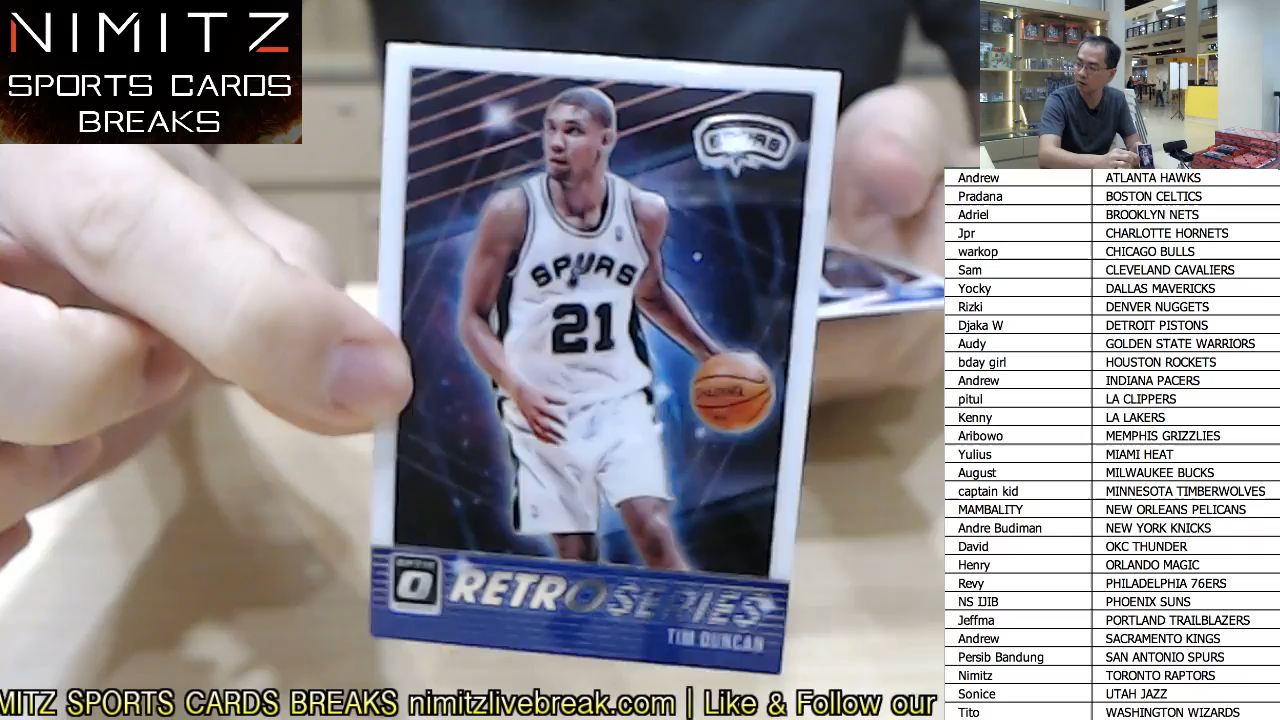 NIMITZ
SPORTS CARDS
BREAKS
SPURS
SPURS
21
SPALDING
OPTIC
RETRO SERIES
TIM DUNCAN
Andrew ATLANTA HAWKS
Pradana BOSTON CELTICS
Adriel BROOKLYN NETS
Jpr CHARLOTTE HORNETS
warkop CHICAGO BULLS
Sam CLEVELAND CAVALIERS
Yocky DALLAS MAVERICKS
Rizki DENVER NUGGETS
Djaka W DETROIT PISTONS
Audy GOLDEN STATE WARRIORS
bday girl HOUSTON ROCKETS
Andrew INDIANA PACERS
pitul LA CLIPPERS
Kenny LA LAKERS
Aribowo MEMPHIS GRIZZLIES
Yulius MIAMI HEAT
August MILWAUKEE BUCKS
captain kid MINNESOTA TIMBERWOLVES
MAMBALITY NEW ORLEANS PELICANS
Andre Budiman NEW YORK KNICKS
David OKC THUNDER
Henry ORLANDO MAGIC
Revy PHILADELPHIA 76ERS
NS IJIB PHOENIX SUNS
Jeffma PORTLAND TRAILBLAZERS
Andrew SACRAMENTO KINGS
Persib Bandung SAN ANTONIO SPURS
Nimitz TORONTO RAPTORS
Sonice UTAH JAZZ
Tito WASHINGTON WIZARDS
MITZ SPORTS CARDS BREAKS nimitzlivebreak.com | Like & Follow our